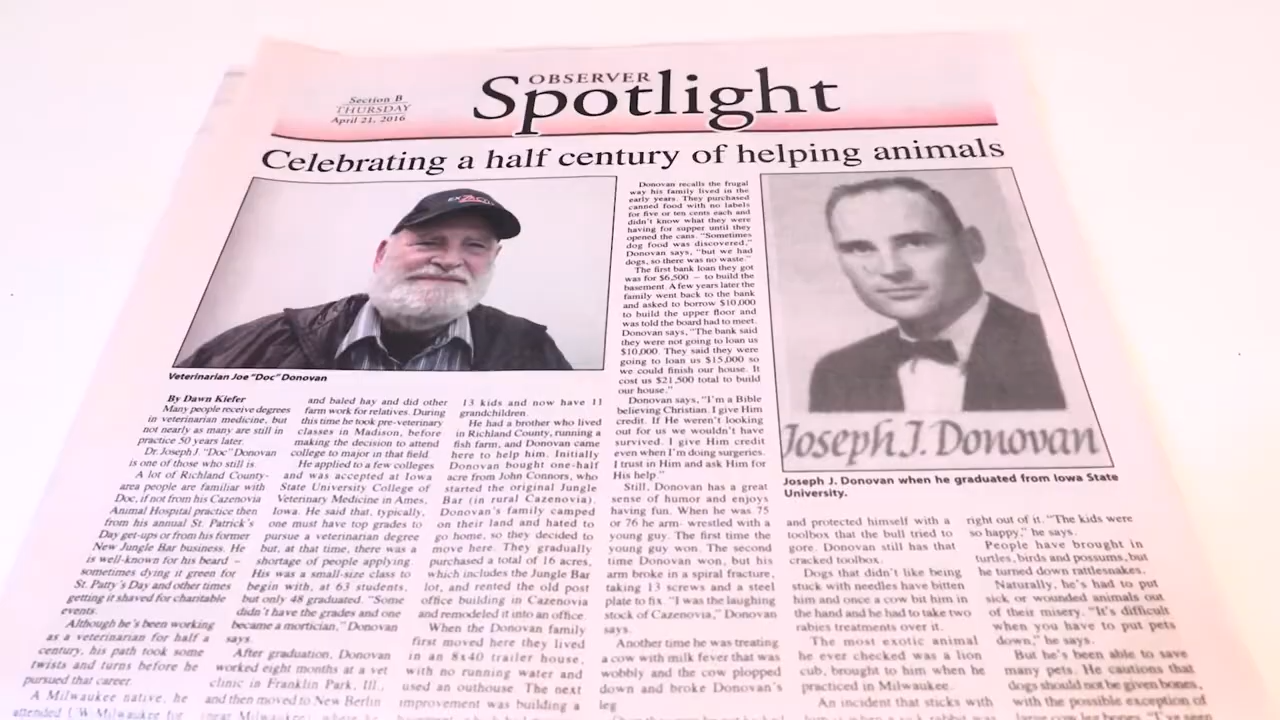 OBSERVER
Spotlight
Section B
THURSDAY
April 21, 2016
Celebrating a half century of helping animals
Veterinarian Joe "Doc" Donovan
By Dawn Kiefer
Many people receive degrees
in veterinarian medicine, but
not nearly as many are still in
practice 50 years later.
Dr. Joseph J. "Doc" Donovan
is one of those who still is.
A lot of Richland County-
area people are familiar with
Doc, if not from his Cazenovia
Animal Hospital practice then
from his annual St. Patrick's
Day get-ups or from his former
New Jungle Bar business. He
is well-known for his beard –
sometimes dying it green for
St. Patty's Day and other times
getting it shaved for charitable
events.
Although he's been working
as a veterinarian for half a
century, his path took some
twists and turns before he
pursued that career.
A Milwaukee native, he
attended UW-Milwaukee for
and baled hay and did other
farm work for relatives. During
this time he took pre-veterinary
classes in Madison, before
making the decision to attend
college to major in that field.
He applied to a few colleges
and was accepted at Iowa
State University College of
Veterinary Medicine in Ames,
Iowa. He said that, typically,
one must have top grades to
pursue a veterinarian degree
but, at that time, there was a
shortage of people applying.
His was a small-size class to
begin with, at 63 students,
but only 48 graduated. "Some
didn't have the grades and one
became a mortician," Donovan
says.
After graduation, Donovan
worked eight months at a vet
clinic in Franklin Park, Ill.,
and then moved to New Berlin
(near Milwaukee) where he
13 kids and now have 11
grandchildren.
He had a brother who lived
in Richland County, running a
fish farm, and Donovan came
here to help him. Initially
Donovan bought one-half
acre from John Connors, who
started the original Jungle
Bar (in rural Cazenovia).
Donovan's family camped
on their land and hated to
go home, so they decided to
move here. They gradually
purchased a total of 16 acres,
which includes the Jungle Bar
lot, and rented the old post
office building in Cazenovia
and remodeled it into an office.
When the Donovan family
first moved here they lived
in an 8x40 trailer house,
with no running water and
used an outhouse. The next
improvement was building a
Donovan recalls the frugal
way his family lived in the
early years. They purchased
canned food with no labels
for five or ten cents each and
didn't know what they were
having for supper until they
opened the cans. "Sometimes
dog food was discovered,"
Donovan says, "but we had
dogs, so there was no waste."
The first bank loan they got
was for $6,500 – to build the
basement. A few years later the
family went back to the bank
and asked to borrow $10,000
to build the upper floor and
was told the board had to meet.
Donovan says, "The bank said
they were not going to loan us
$10,000. They said they were
going to loan us $15,000 so
we could finish our house. It
cost us $21,500 total to build
our house."
Donovan says, "I'm a Bible
believing Christian. I give Him
credit. If He weren't looking
out for us we wouldn't have
survived. I give Him credit
even when I'm doing surgeries.
I trust in Him and ask Him for
His help."
Still, Donovan has a great
sense of humor and enjoys
having fun. When he was 75
or 76 he arm- wrestled with a
young guy. The first time the
young guy won. The second
time Donovan won, but his
arm broke in a spiral fracture,
taking 13 screws and a steel
plate to fix. "I was the laughing
stock of Cazenovia," Donovan
says.
Another time he was treating
a cow with milk fever that was
wobbly and the cow plopped
down and broke Donovan's
leg
Joseph J. Donovan
Joseph J. Donovan when he graduated from Iowa State
University.
and protected himself with a
toolbox that the bull tried to
gore. Donovan still has that
cracked toolbox.
Dogs that didn't like being
stuck with needles have bitten
him and once a cow bit him in
the hand and he had to take two
rabies treatments over it.
The most exotic animal
he ever checked was a lion
cub, brought to him when he
practiced in Milwaukee.
An incident that sticks with
right out of it. "The kids were
so happy," he says.
People have brought in
turtles, birds and possums, but
he turned down rattlesnakes.
Naturally, he's had to put
sick or wounded animals out
of their misery. "It's difficult
when you have to put pets
down," he says.
But he's been able to save
many pets. He cautions that
dogs should not be given bones,
with the possible exception of